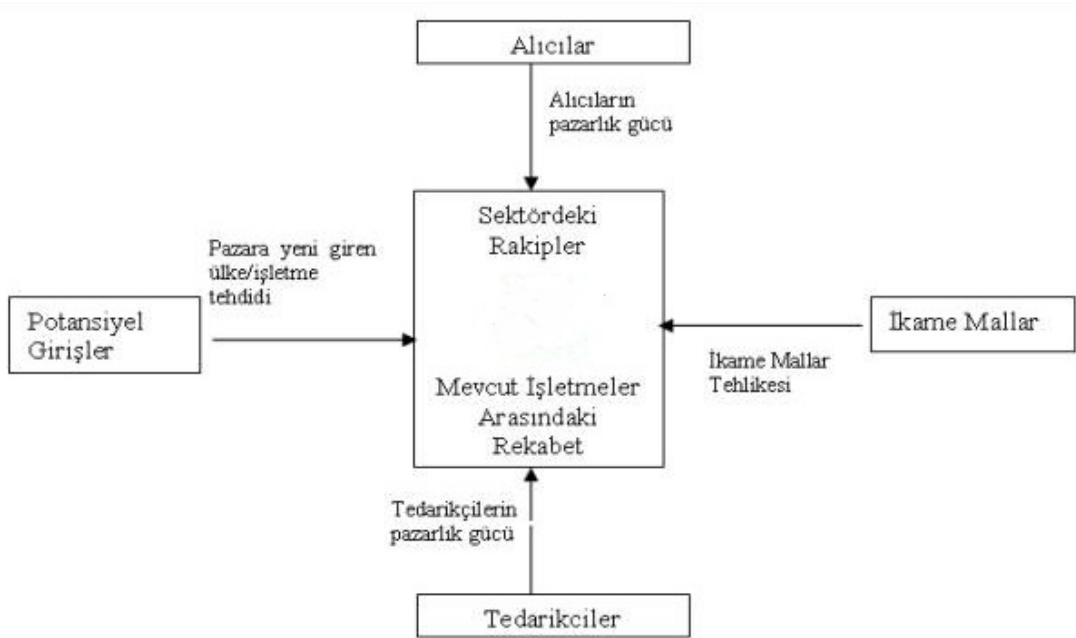 Alıcılar
Alıcıların
pazarlık gücü
Sektördeki
Rakipler
Pazara yeni giren
ülke/işletme
tehdidi
Potansiyel
Girişler
İkame Mallar
İkame Mallar
Tehlikesi
Mevcut İşletmeler
Arasındaki
Rekabet
Tedarikçilerin
pazarlık gücü
Tedarikciler